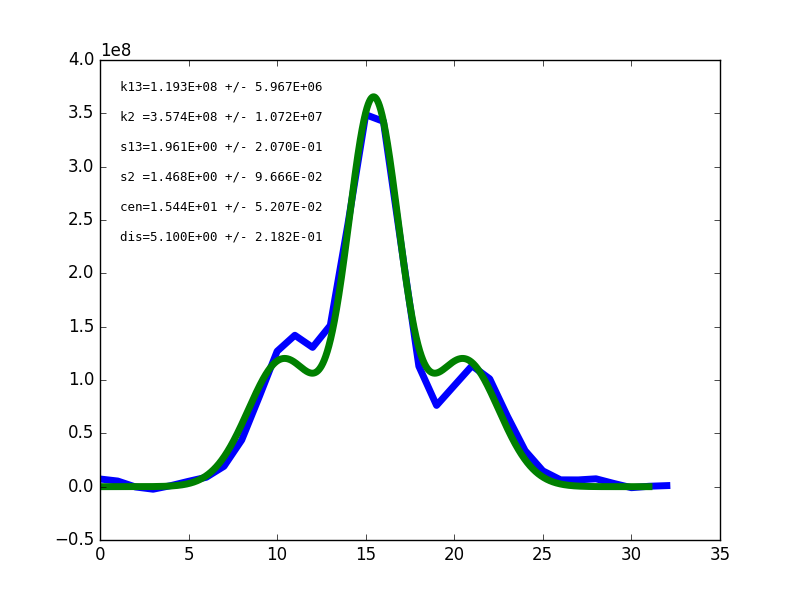 1e8
4.0
3.5
3.0
2.5
2.0
1.5
1.0
0.5
0.0
−0.5
k13=1.193E+08 +/- 5.967E+06
k2 =3.574E+08 +/- 1.072E+07
s13=1.961E+00 +/- 2.070E-01
s2 =1.468E+00 +/- 9.666E-02
cen=1.544E+01 +/- 5.207E-02
dis=5.100E+00 +/- 2.182E-01
0 5 10 15 20 25 30 35